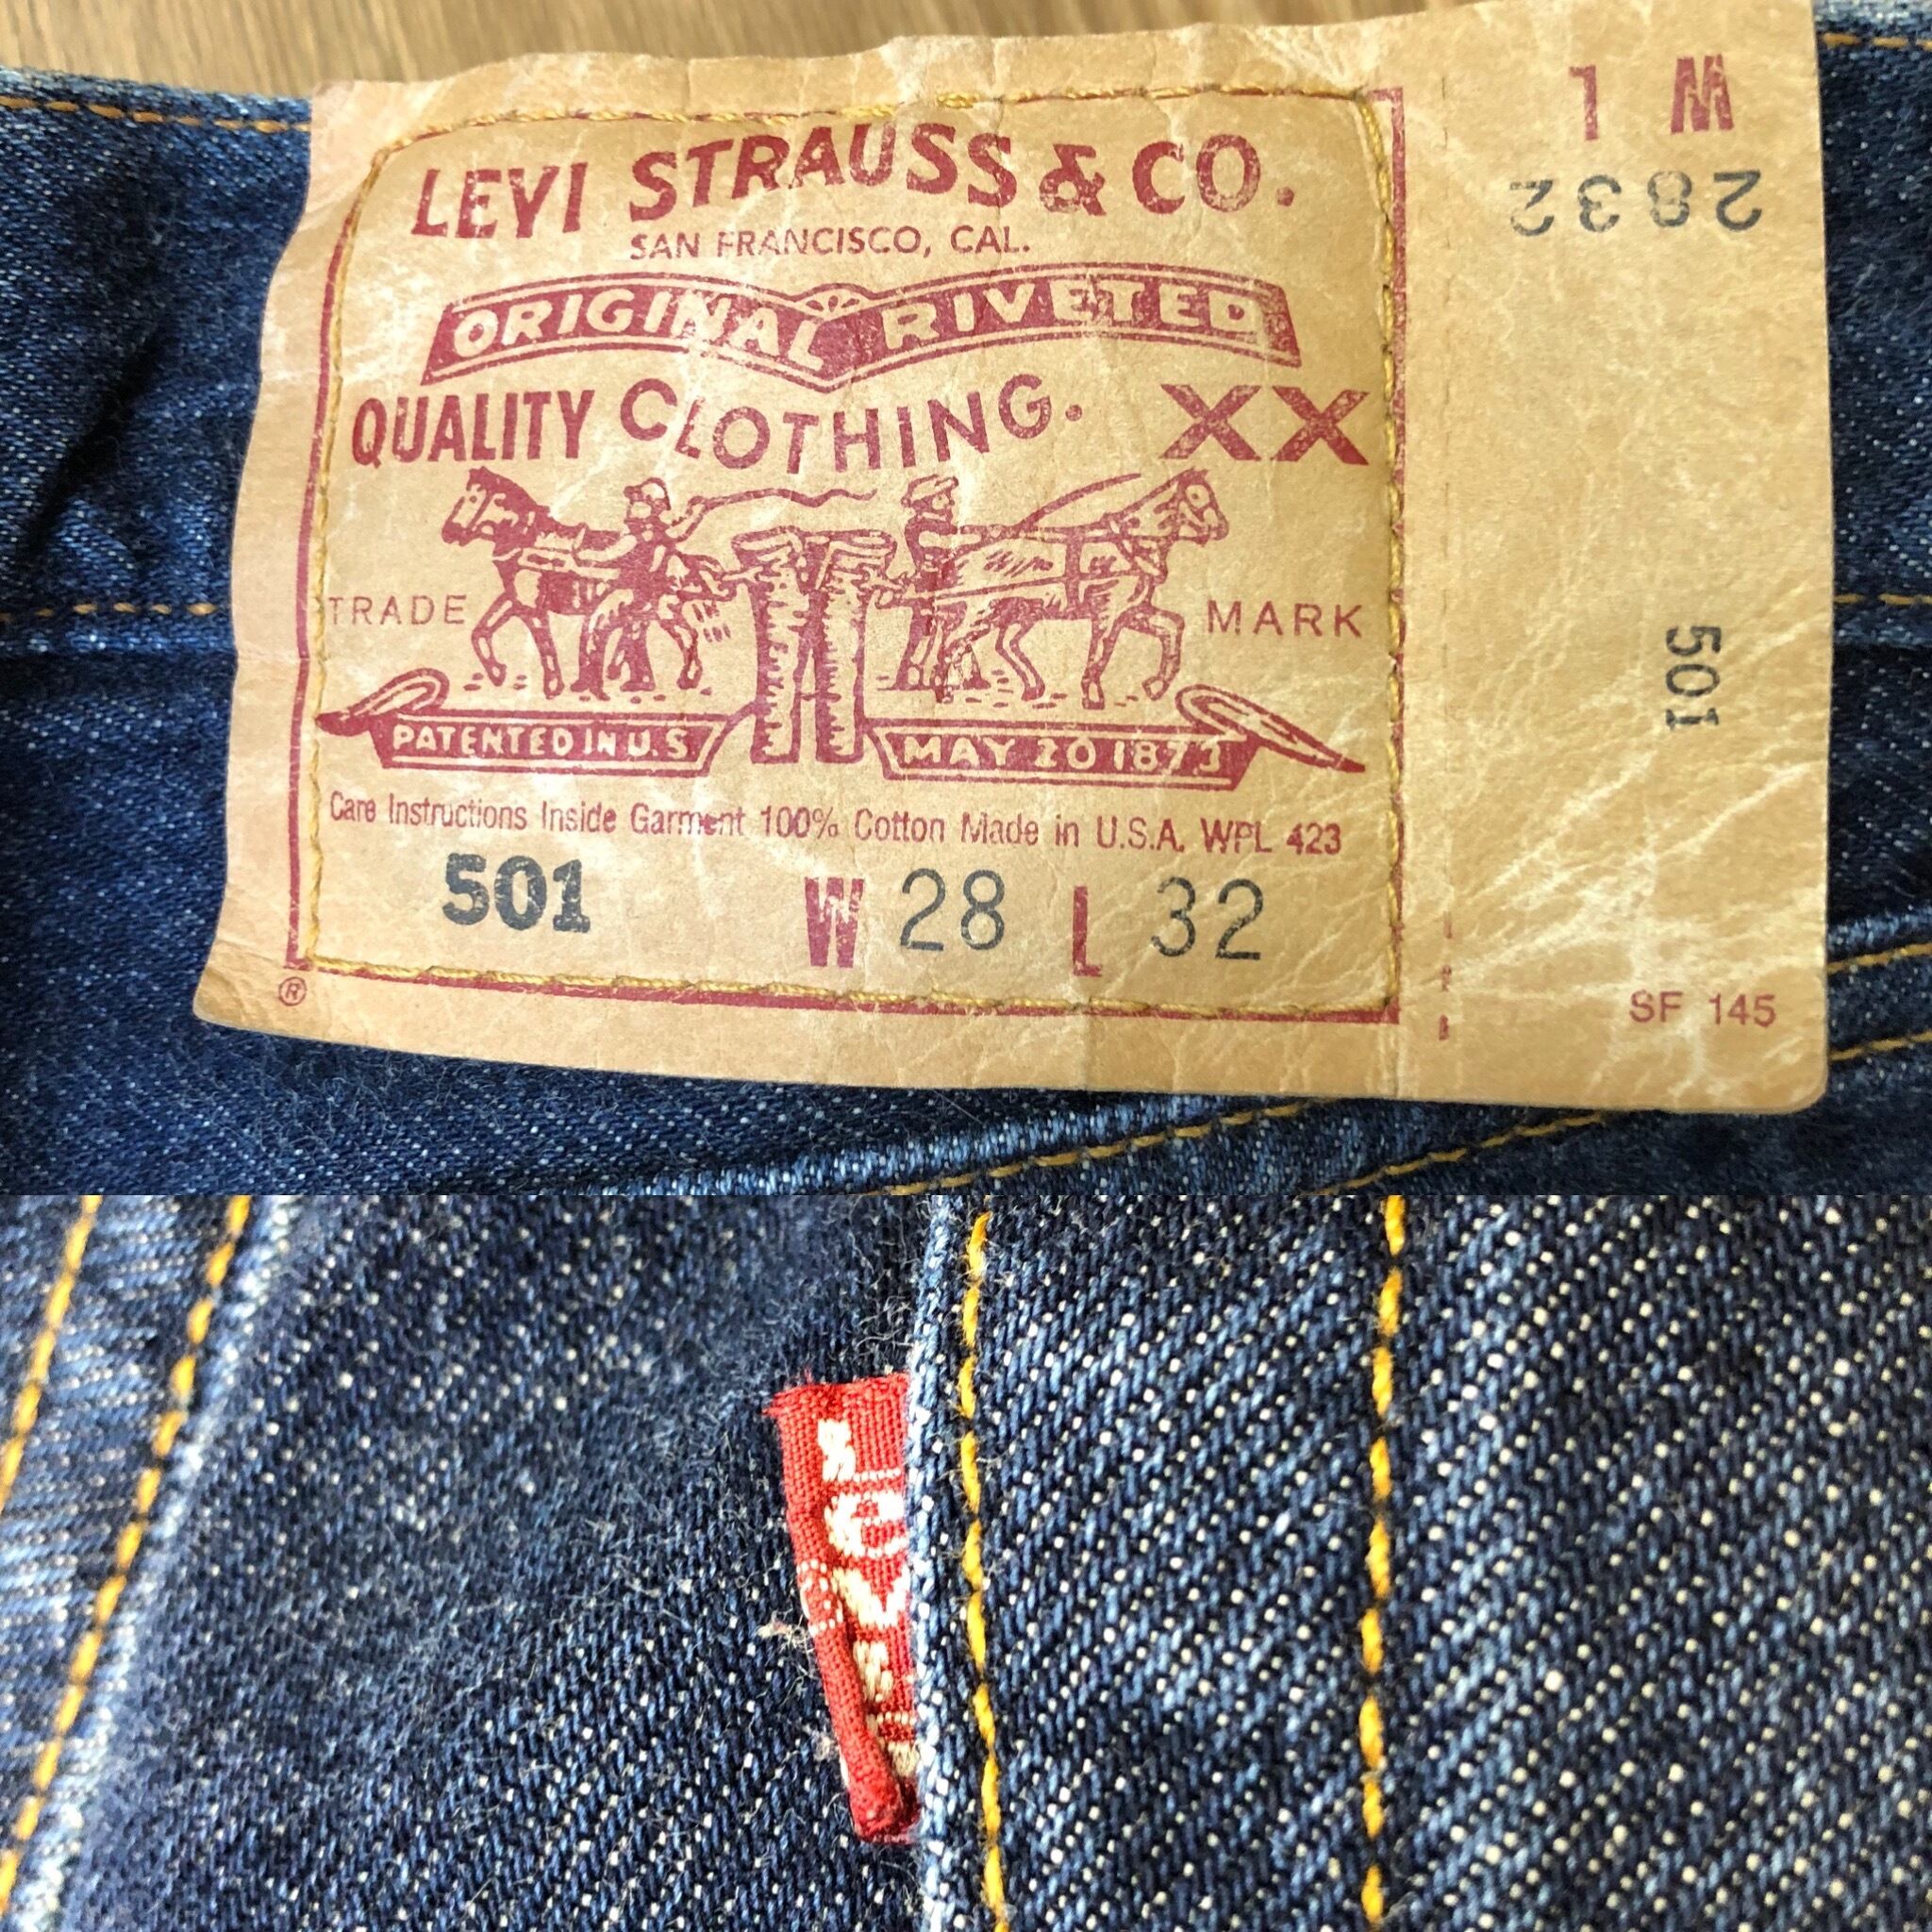 LEVI STRAUSS & CO.
SAN FRANCISCO, CAL.
ORIGINAL RIVETED
QUALITY CLOTHING. XX
TRADE MARK
PATENTED IN U.S MAY 20 1873
Care Instructions Inside Garment 100% Cotton Made in U.S.A. WPL 423
501 W 28 L 32
®
W L
2832
501
SF 145
Levi's